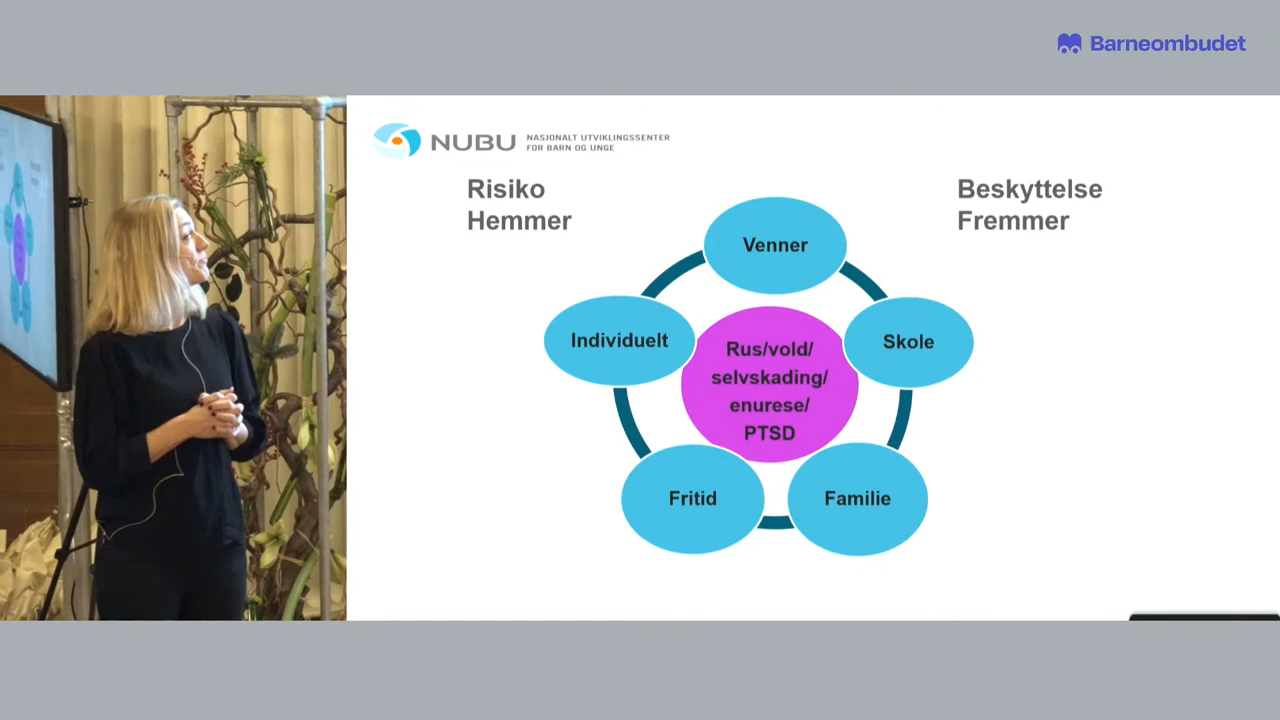 Barneombudet
NUBU
NASJONALT UTVIKLINGSSENTER
FOR BARN OG UNGE
Risiko
Hemmer
Beskyttelse
Fremmer
Venner
Individuelt
Skole
Rus/vold/
selvskading/
enurese/
PTSD
Fritid
Familie